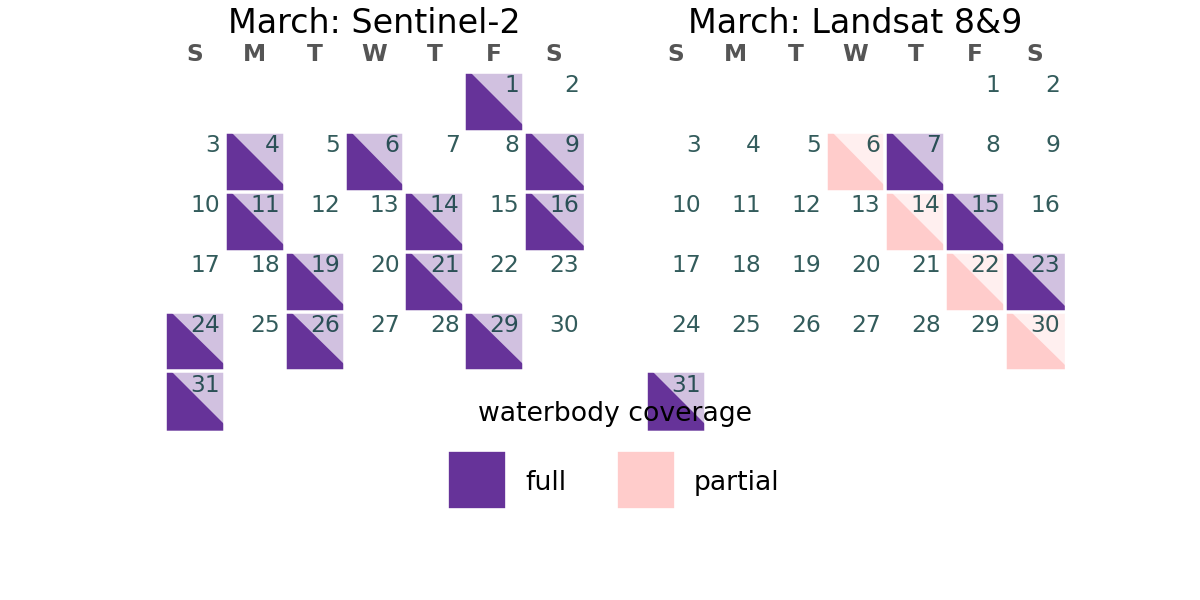 March: Sentinel-2
S M T W T F S
1 2
3 4 5 6 7 8 9
10 11 12 13 14 15 16
17 18 19 20 21 22 23
24 25 26 27 28 29 30
31
March: Landsat 8&9
S M T W T F S
1 2
3 4 5 6 7 8 9
10 11 12 13 14 15 16
17 18 19 20 21 22 23
24 25 26 27 28 29 30
31
waterbody coverage
full partial